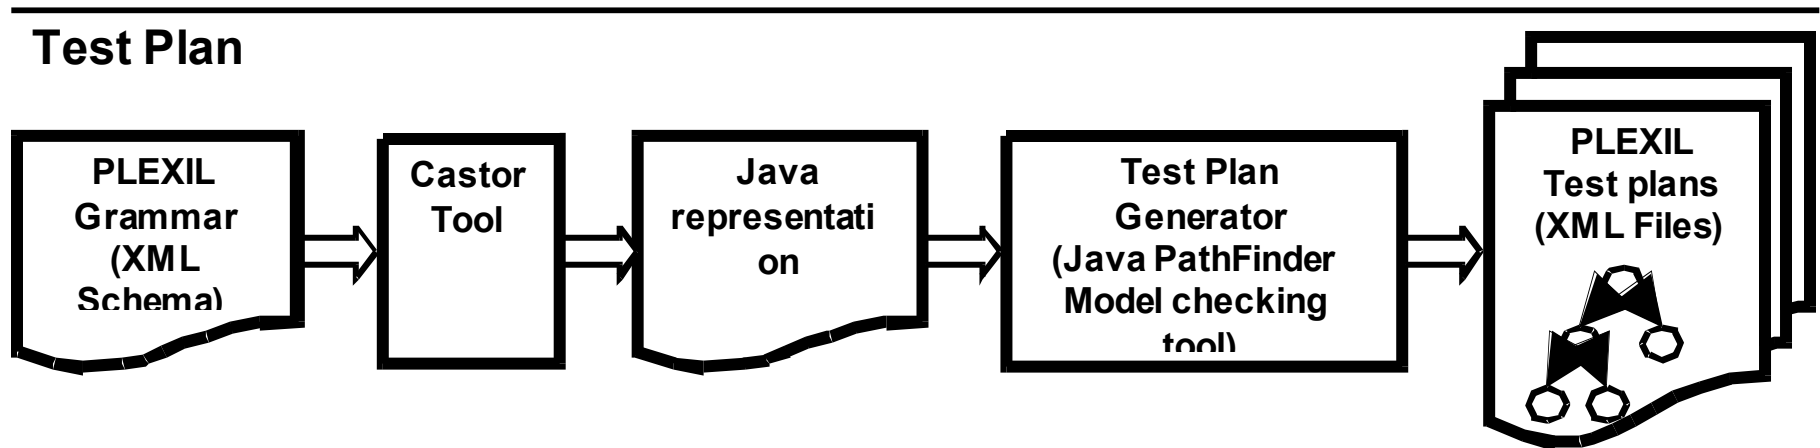 Test Plan
PLEXIL
Grammar
(XML
Schema)
Castor
Tool
Java
representati
on
Test Plan
Generator
(Java PathFinder
Model checking
tool)
PLEXIL
Test plans
(XML Files)